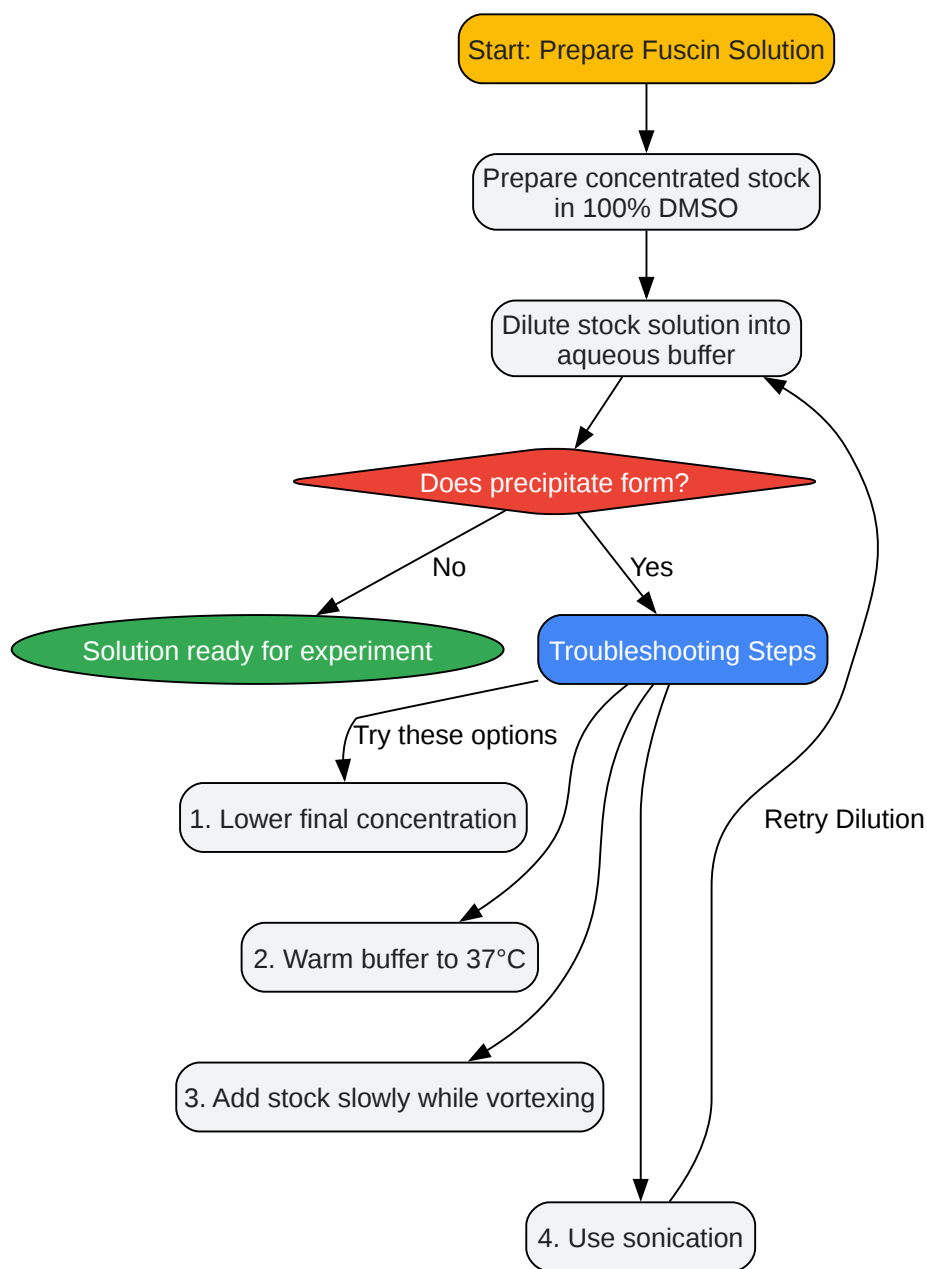 Start: Prepare Fuscin Solution
Prepare concentrated stock
in 100% DMSO
Dilute stock solution into
aqueous buffer
Does precipitate form?
No
Yes
Solution ready for experiment
Troubleshooting Steps
Try these options
1. Lower final concentration
Retry Dilution
2. Warm buffer to 37°C
3. Add stock slowly while vortexing
4. Use sonication